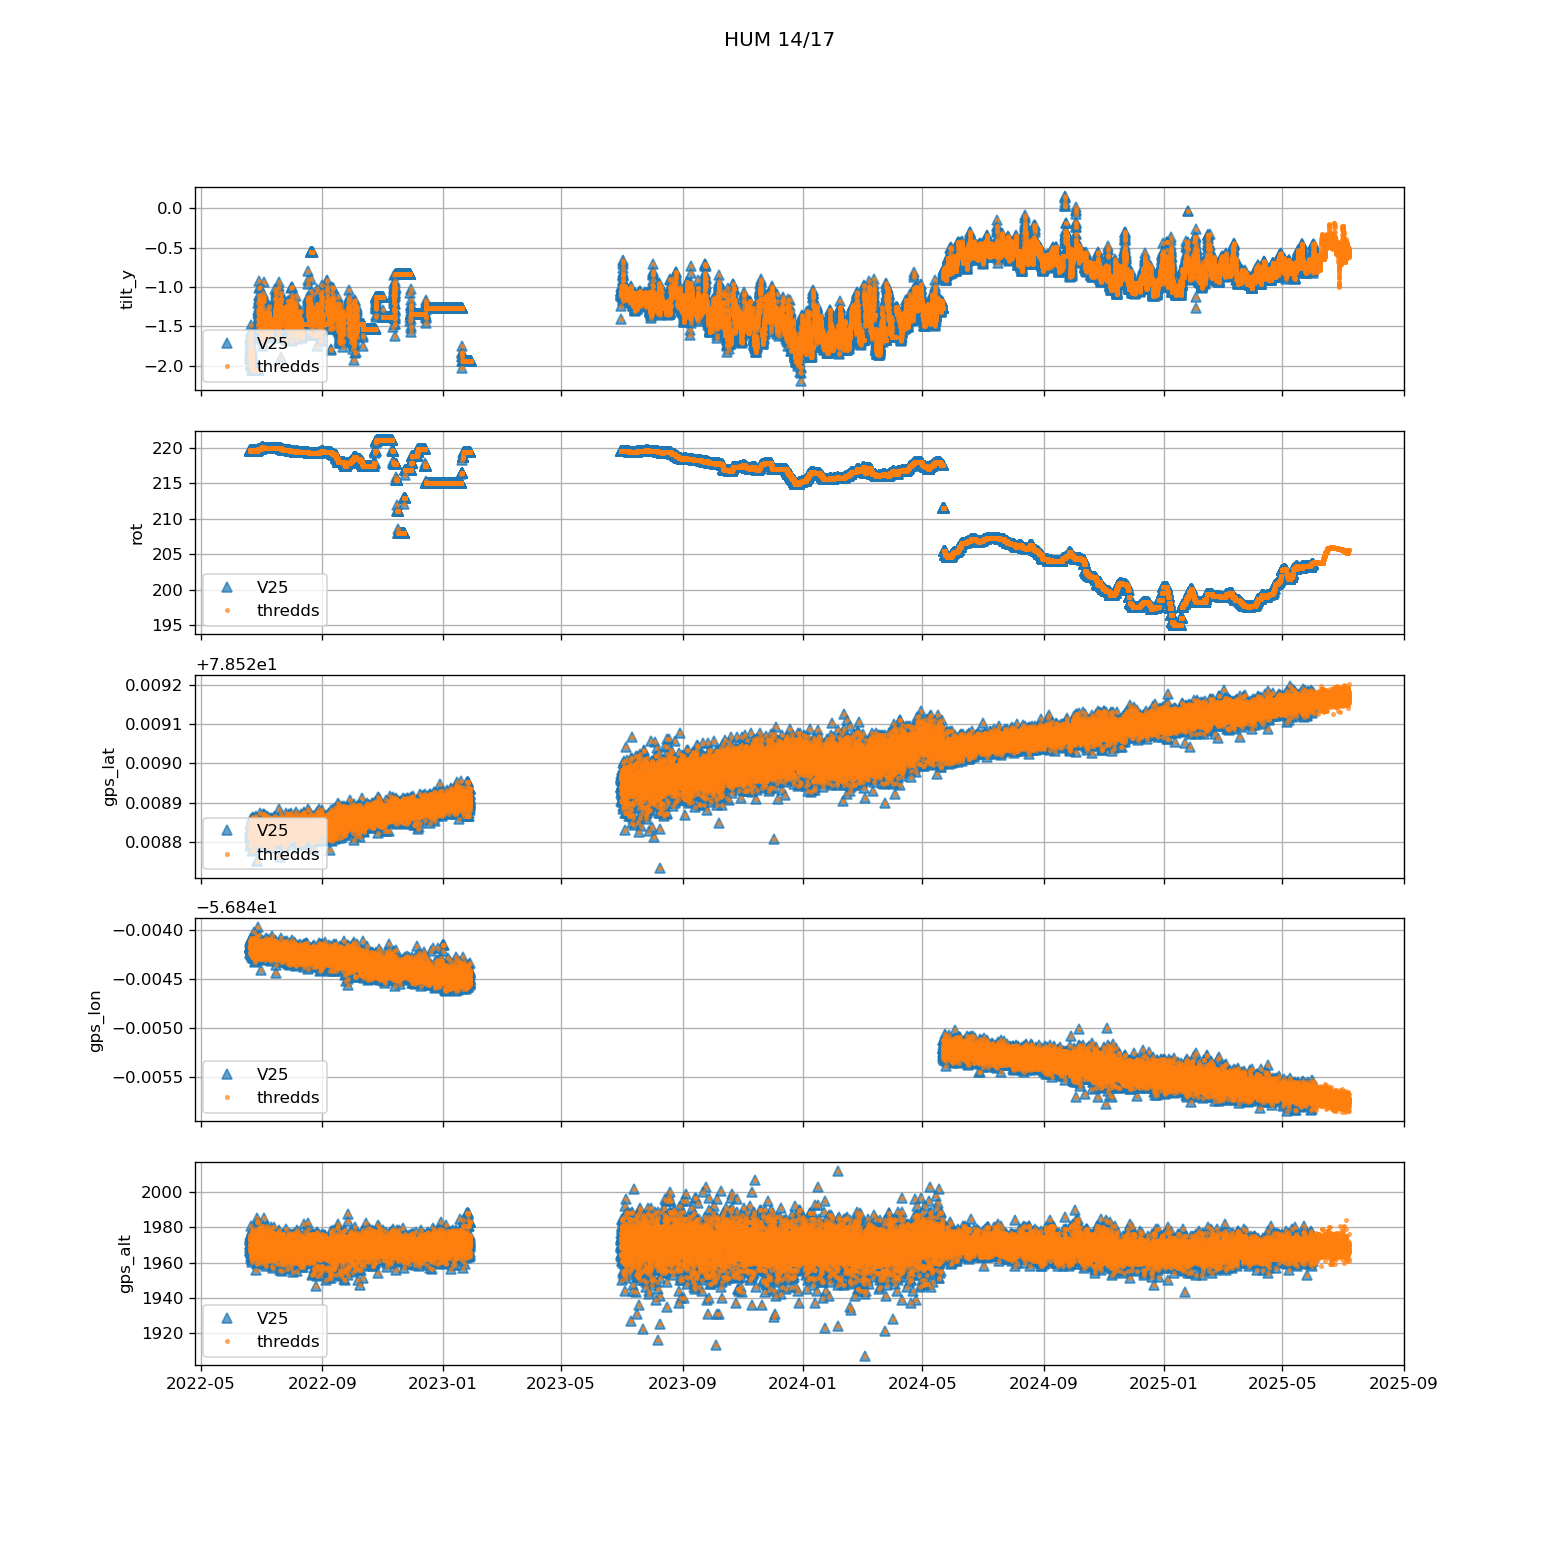 HUM 14/17
0.0
−0.5
−1.0
−1.5
−2.0
tilt_y
V25
thredds
220
215
210
205
200
195
rot
V25
thredds
+7.852e1
0.0092
0.0091
0.0090
0.0089
0.0088
gps_lat
V25
thredds
−5.684e1
−0.0040
−0.0045
−0.0050
−0.0055
gps_lon
V25
thredds
2000
1980
1960
1940
1920
gps_alt
V25
thredds
2022-05 2022-09 2023-01 2023-05 2023-09 2024-01 2024-05 2024-09 2025-01 2025-05 2025-09